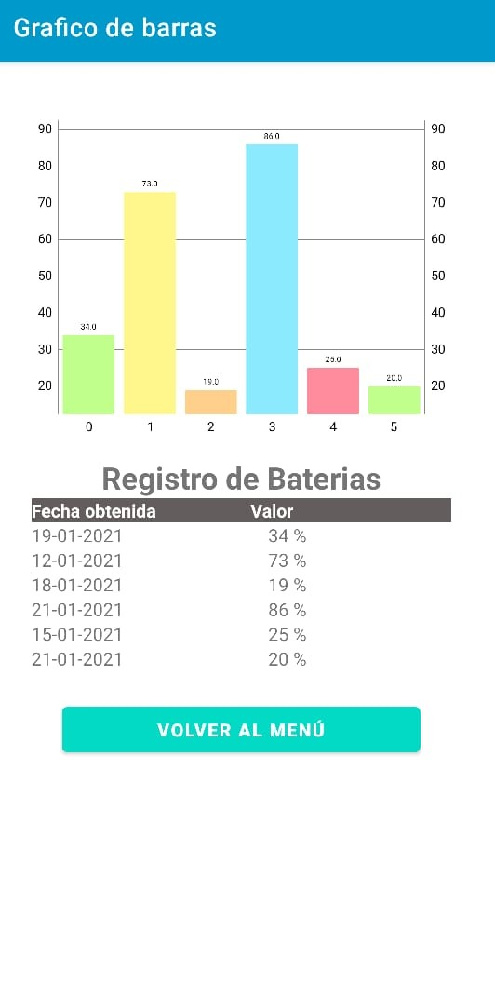 Grafico de barras
90 90
86.0
80 80
73.0
70 70
60 60
50 50
40 40
34.0
30 30
25.0
20.0
19.0
20 20
0 1 2 3 4 5
Registro de Baterias
Fecha obtenida Valor
19-01-2021 34 %
12-01-2021 73 %
18-01-2021 19 %
21-01-2021 86 %
15-01-2021 25 %
21-01-2021 20 %
VOLVER AL MENÚ